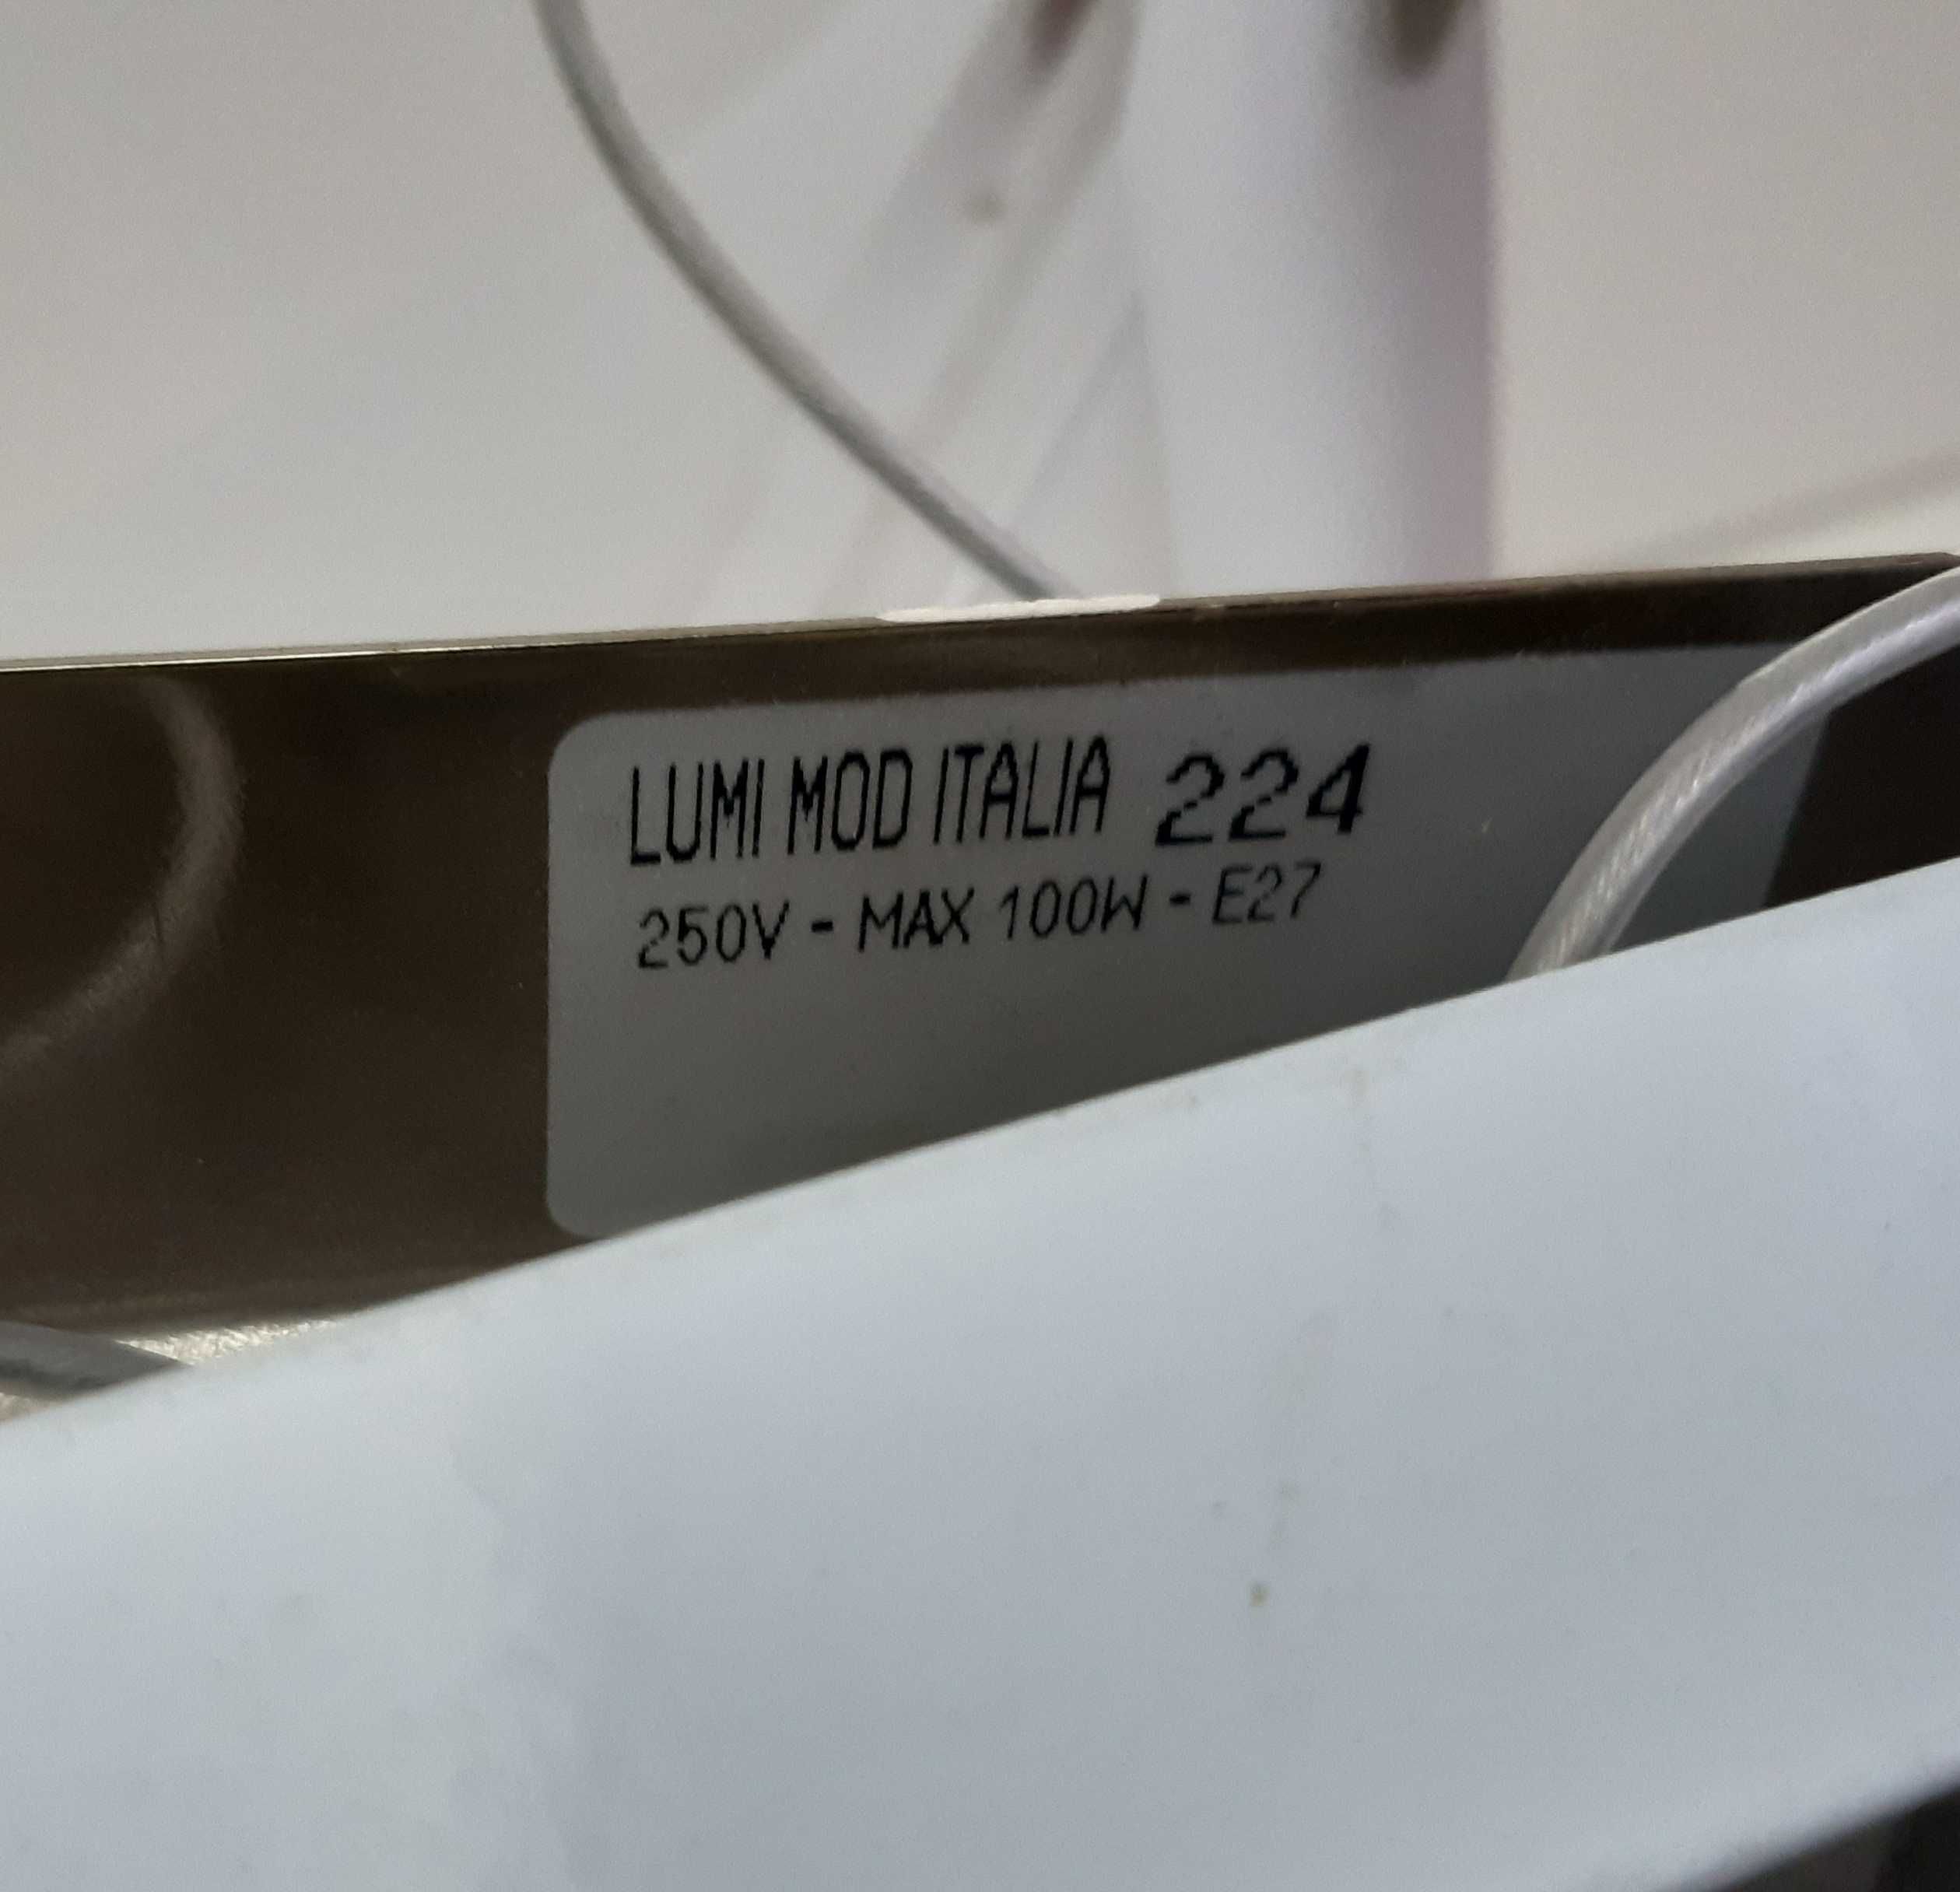 LUMI MOD ITALIA 224
250V - MAX 100W - E27